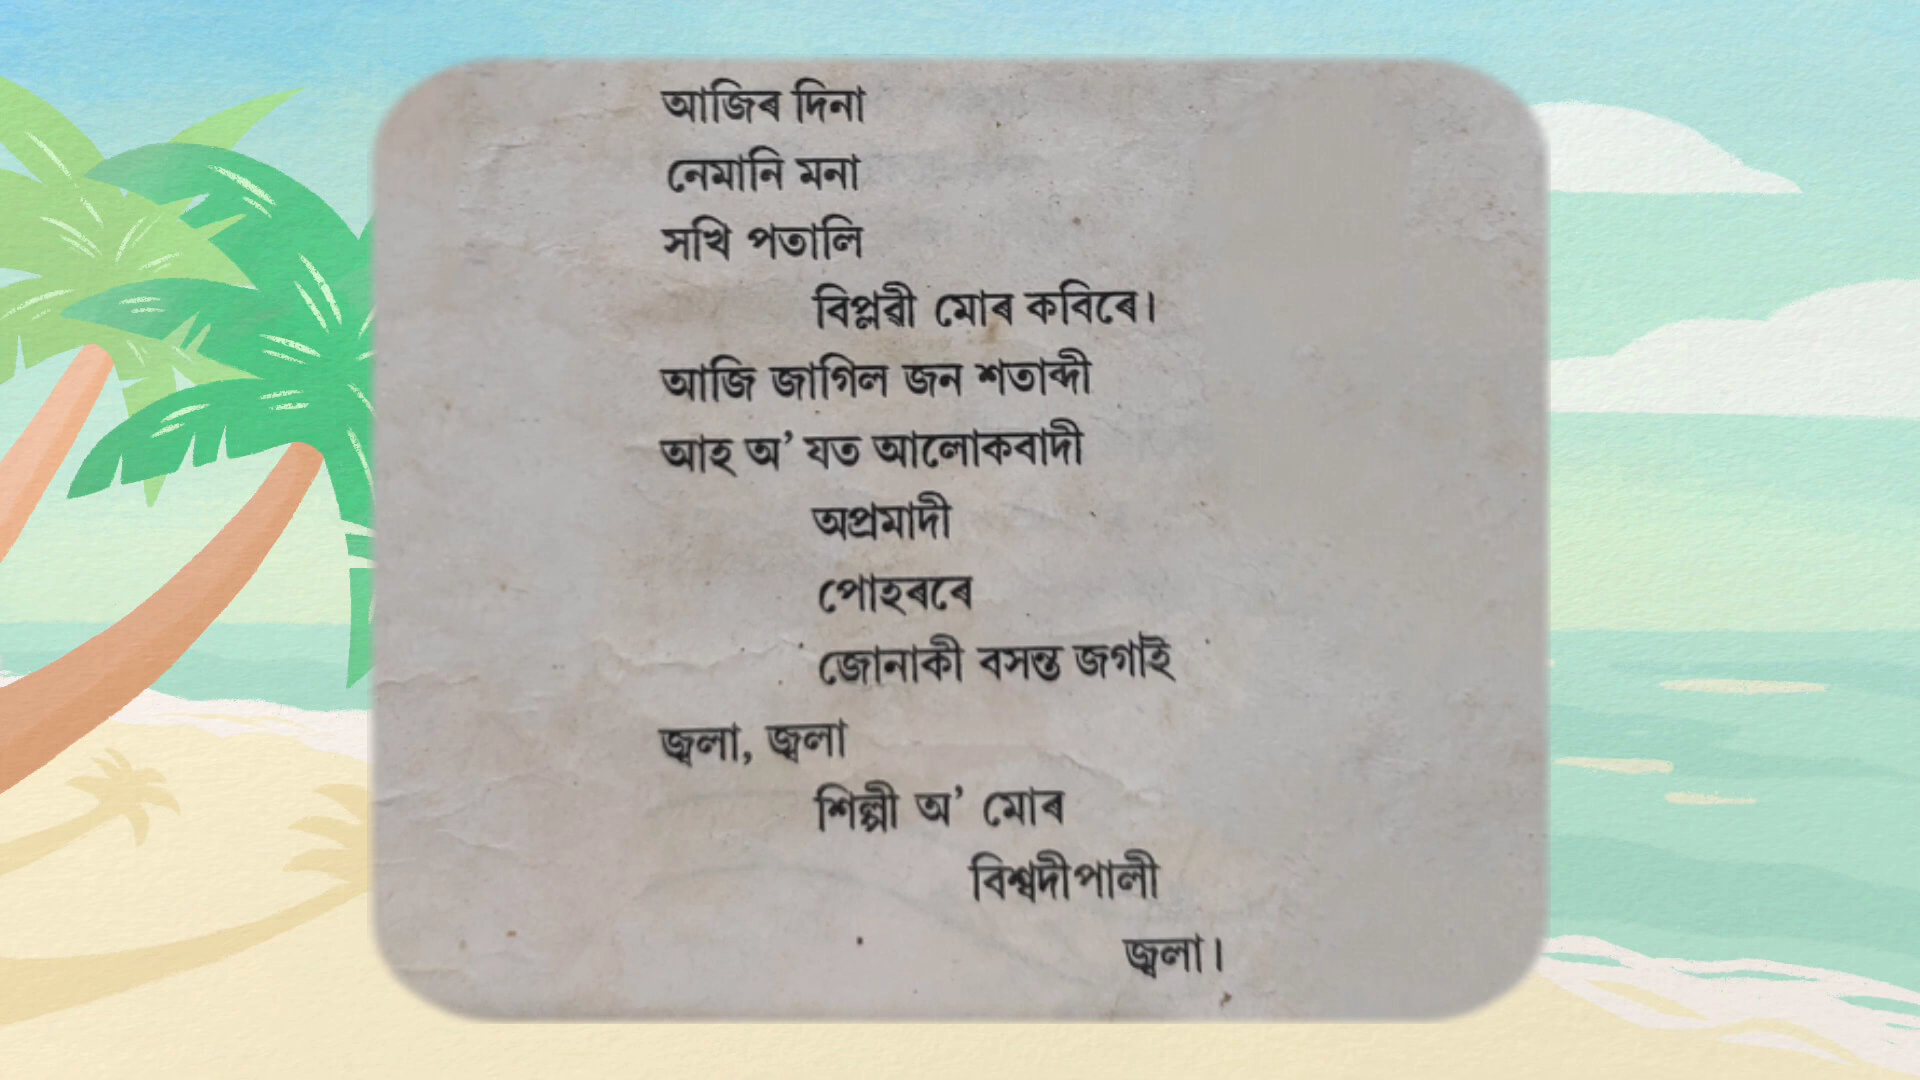 আজিৰ দিনা
নেমানি মনা
সখি পতালি
বিপ্লৱী মোৰ কবিৰে।
আজি জাগিল জন শতাব্দী
আহ অ’ যত আলোকবাদী
অপ্ৰমাদী
পোহৰৰে
জোনাকী বসন্ত জগাই
জ্বলা, জ্বলা
শিল্পী অ’ মোৰ
বিশ্বদীপালী
জ্বলা।